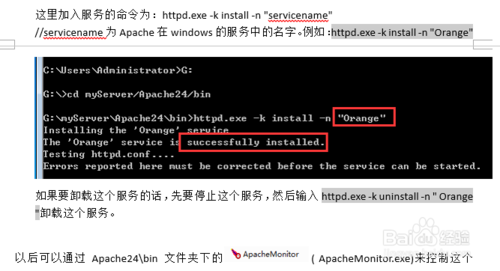 这里加入服务的命令为：httpd.exe -k install -n "servicename"
//servicename 为 Apache 在 windows 的服务中的名字。例如:httpd.exe -k install -n "Orange"
C:\Users\Administrator>G:
G:\>cd myServer/Apache24/bin
G:\myServer\Apache24\bin>httpd.exe -k install -n "Orange"
Installing the 'Orange' service
The 'Orange' service is successfully installed.
Testing httpd.conf....
Errors reported here must be corrected before the service can be started.
如果要卸载这个服务的话，先要停止这个服务，然后输入 httpd.exe -k uninstall -n " Orange
"卸载这个服务。
以后可以通过 Apache24\bin 文件夹下的 ApacheMonitor ( ApacheMonitor.exe)来控制这个
Baidu 经验